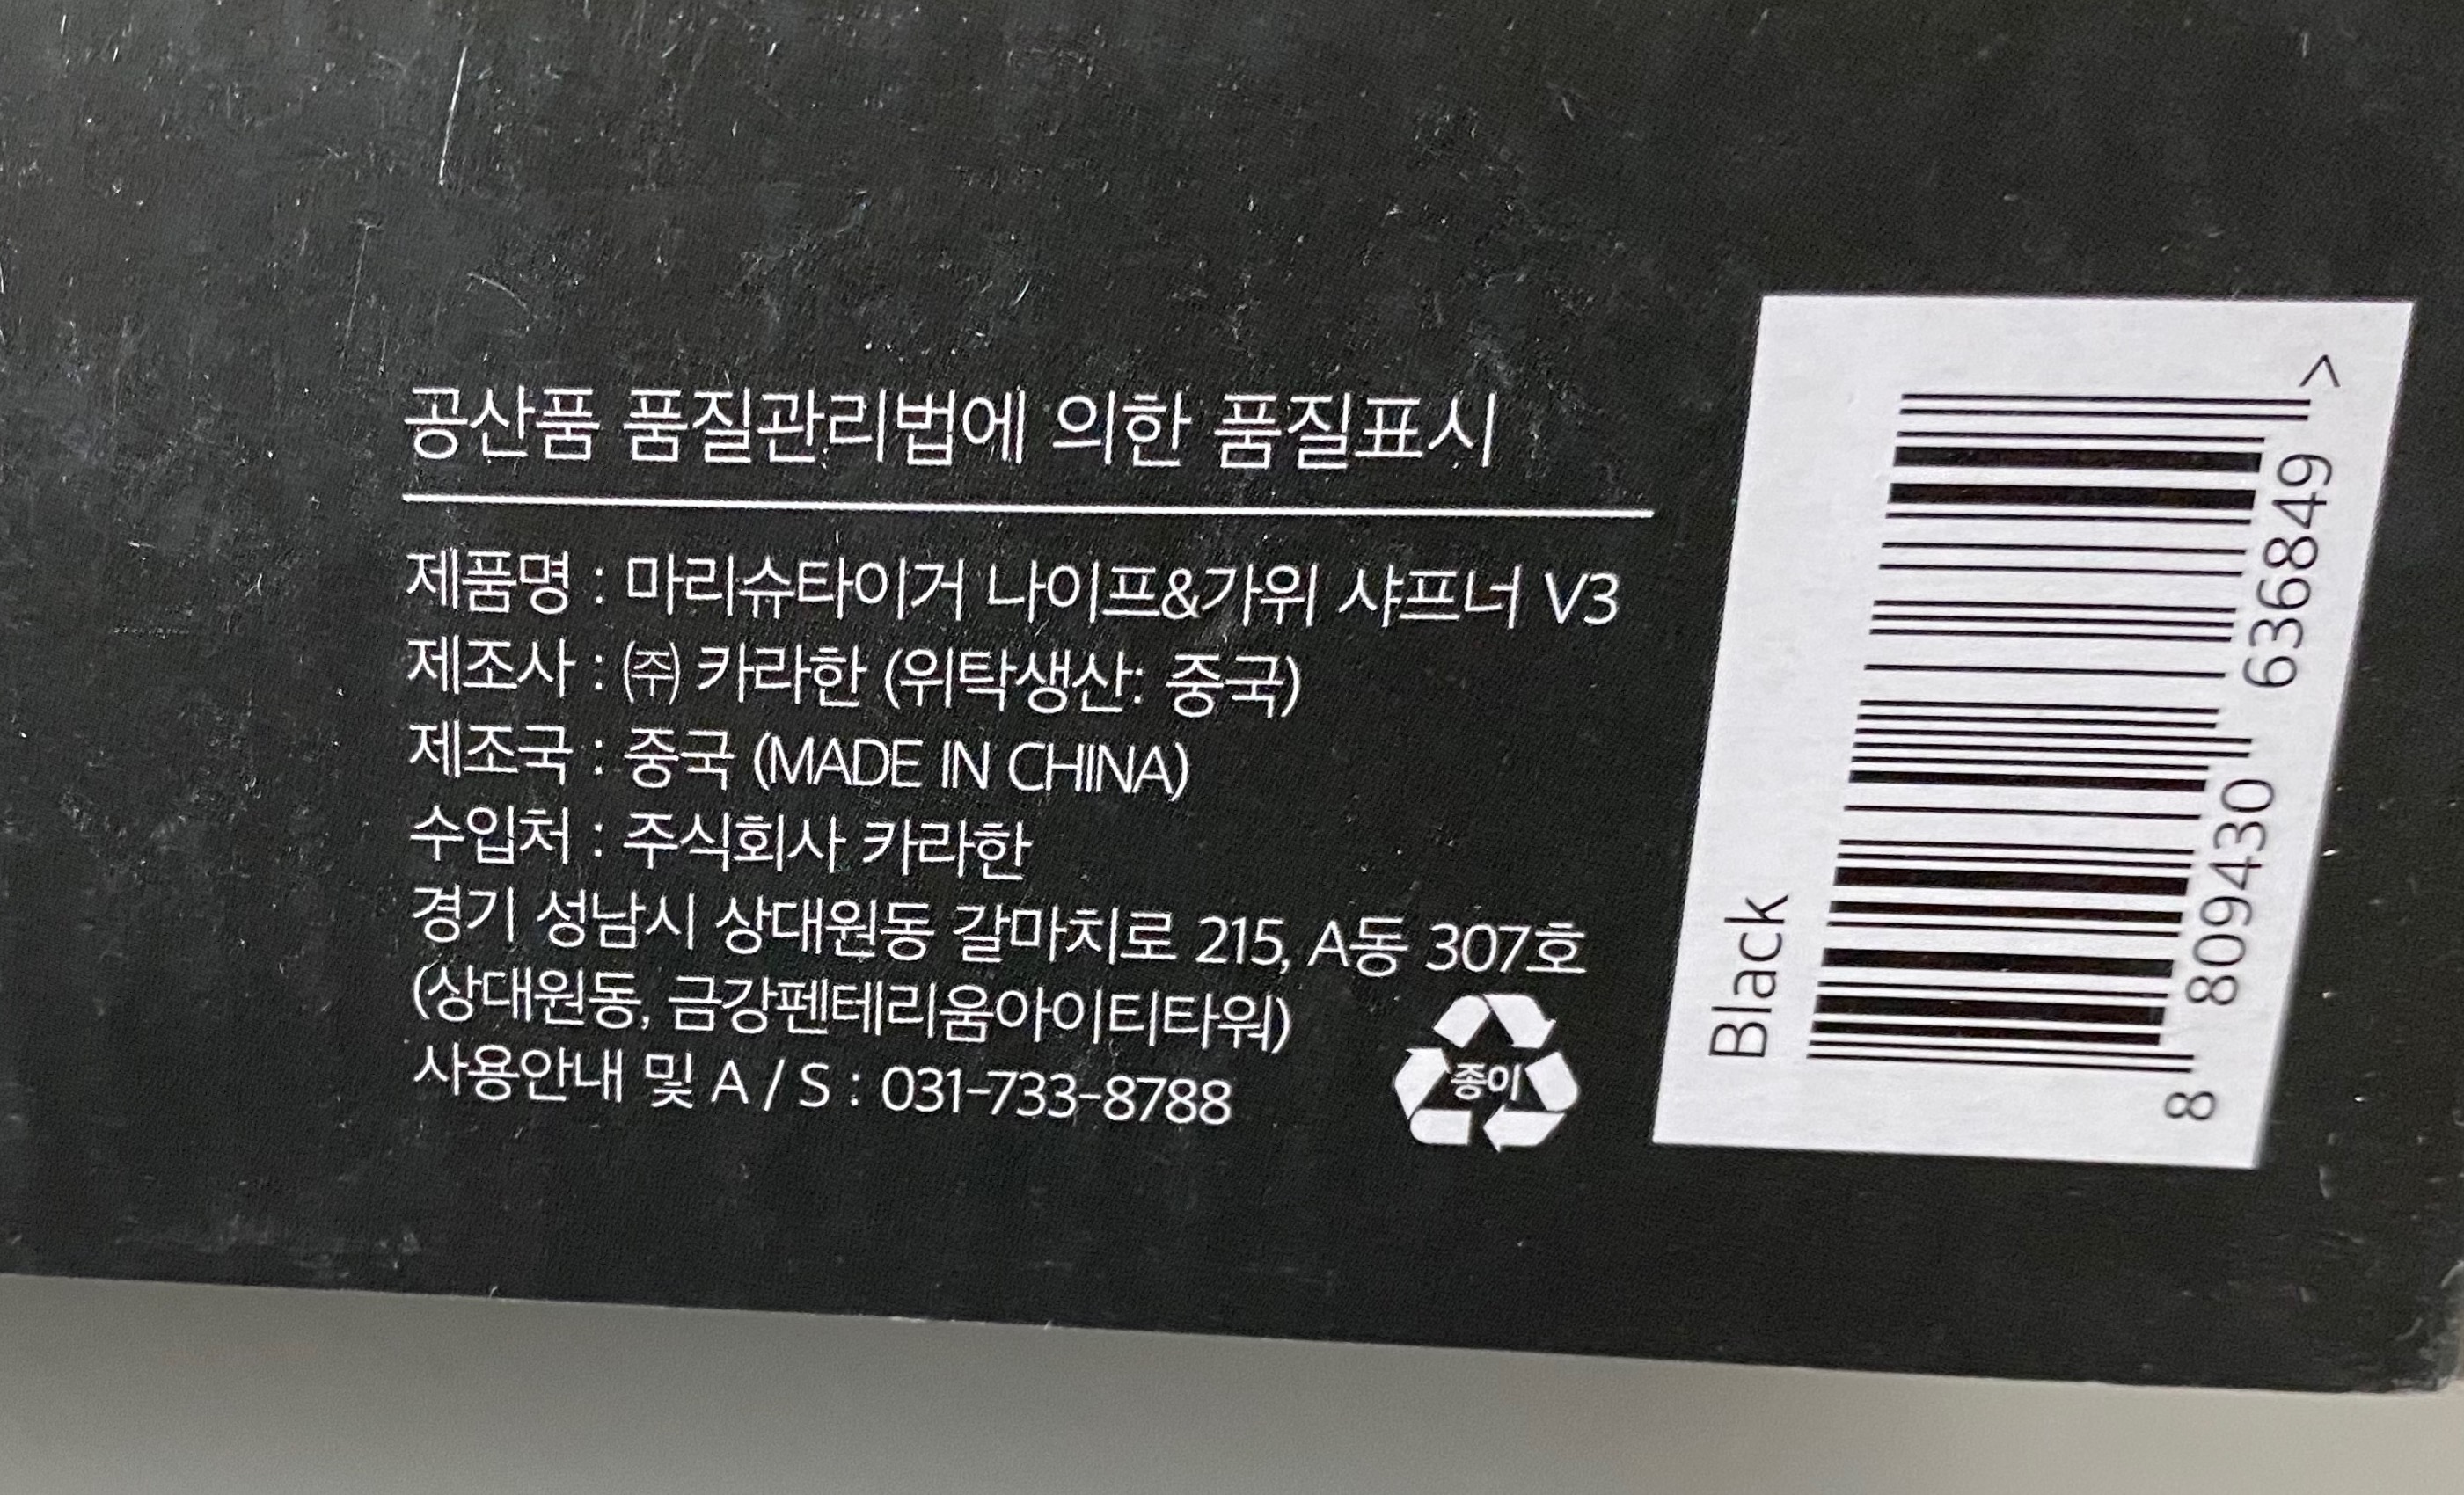 공산품 품질관리법에 의한 품질표시
제품명 : 마리슈타이거 나이프&가위 샤프너 V3
제조사 : ㈜ 카라한 (위탁생산: 중국)
제조국 : 중국 (MADE IN CHINA)
수입처 : 주식회사 카라한
경기 성남시 상대원동 갈마치로 215, A동 307호
(상대원동, 금강펜테리움아이티타워)
사용안내 및 A / S : 031-733-8788
종이
Black
8 809430 636849 >